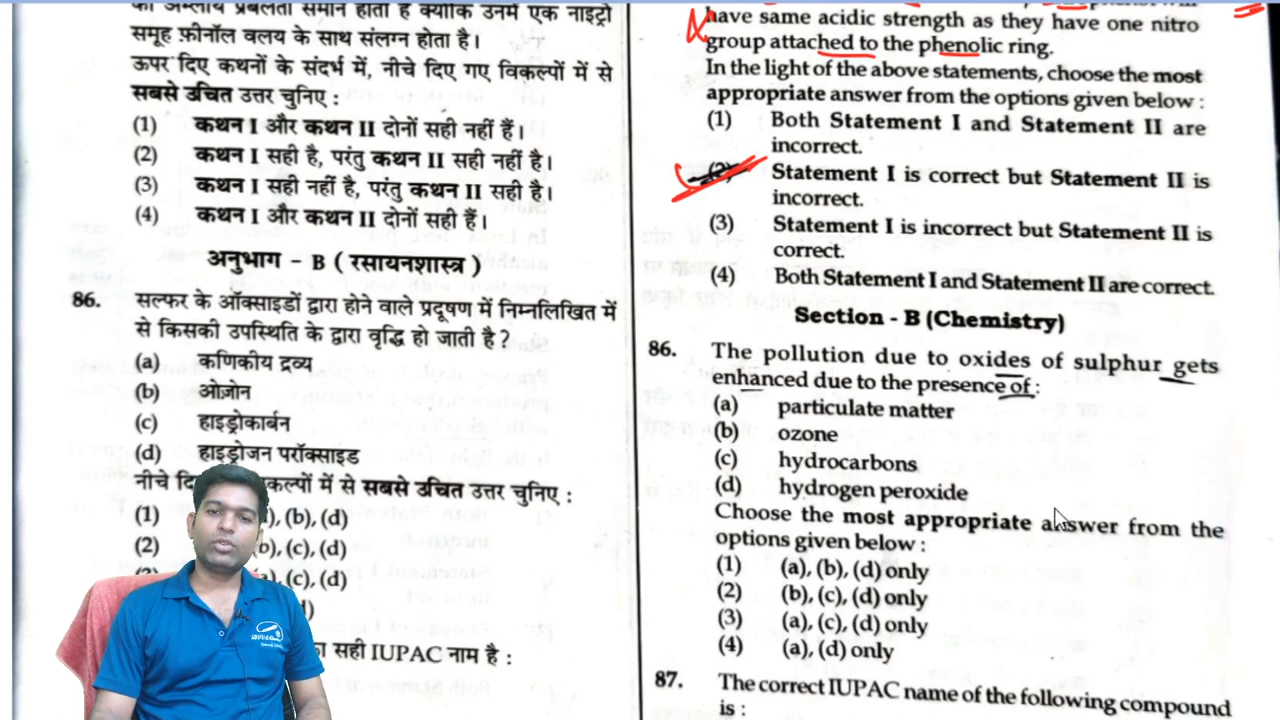 की अम्लीय प्रबलता समान होती है क्योंकि उनमें एक नाइट्रो
समूह फ़ीनॉल वलय के साथ संलग्न होता है।
ऊपर दिए कथनों के संदर्भ में, नीचे दिए गए विकल्पों में से
सबसे उचित उत्तर चुनिए :
(1) कथन I और कथन II दोनों सही नहीं हैं।
(2) कथन I सही है, परंतु कथन II सही नहीं है।
(3) कथन I सही नहीं है, परंतु कथन II सही है।
(4) कथन I और कथन II दोनों सही हैं।
अनुभाग - B ( रसायनशास्त्र )
86. सल्फर के ऑक्साइडों द्वारा होने वाले प्रदूषण में निम्नलिखित में
से किसकी उपस्थिति के द्वारा वृद्धि हो जाती है ?
(a) कणिकीय द्रव्य
(b) ओज़ोन
(c) हाइड्रोकार्बन
(d) हाइड्रोजन परॉक्साइड
नीचे में से सबसे उचित उत्तर चुनिए :
(1) (b), (d)
(2) (c), (d)
(c), (d)
सही IUPAC नाम है :
have same acidic strength as they have one nitro
group attached to the phenolic ring.
In the light of the above statements, choose the most
appropriate answer from the options given below :
(1) Both Statement I and Statement II are
incorrect.
(2) Statement I is correct but Statement II is
incorrect.
(3) Statement I is incorrect but Statement II is
correct.
(4) Both Statement I and Statement II are correct.
Section - B (Chemistry)
86. The pollution due to oxides of sulphur gets
enhanced due to the presence of :
(a) particulate matter
(b) ozone
(c) hydrocarbons
(d) hydrogen peroxide
Choose the most appropriate answer from the
options given below :
(1) (a), (b), (d) only
(2) (b), (c), (d) only
(3) (a), (c), (d) only
(4) (a), (d) only
87. The correct IUPAC name of the following compound
is :